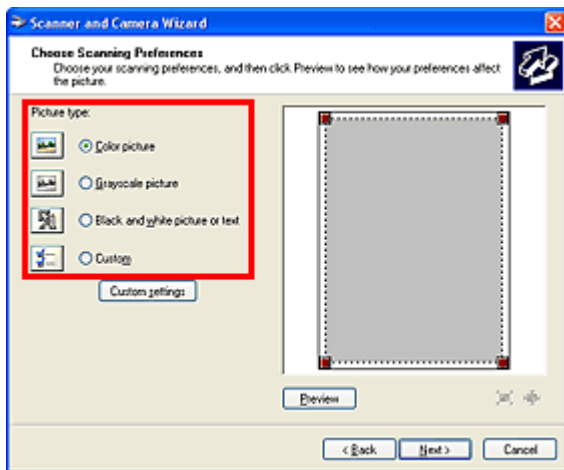 Scanner and Camera Wizard
Choose Scanning Preferences
Choose your scanning preferences, and then click Preview to see how your preferences affect
the picture.
Picture type:
Color picture
Grayscale picture
Black and white picture or text
Custom
Custom settings
Preview
< Back
Next >
Cancel